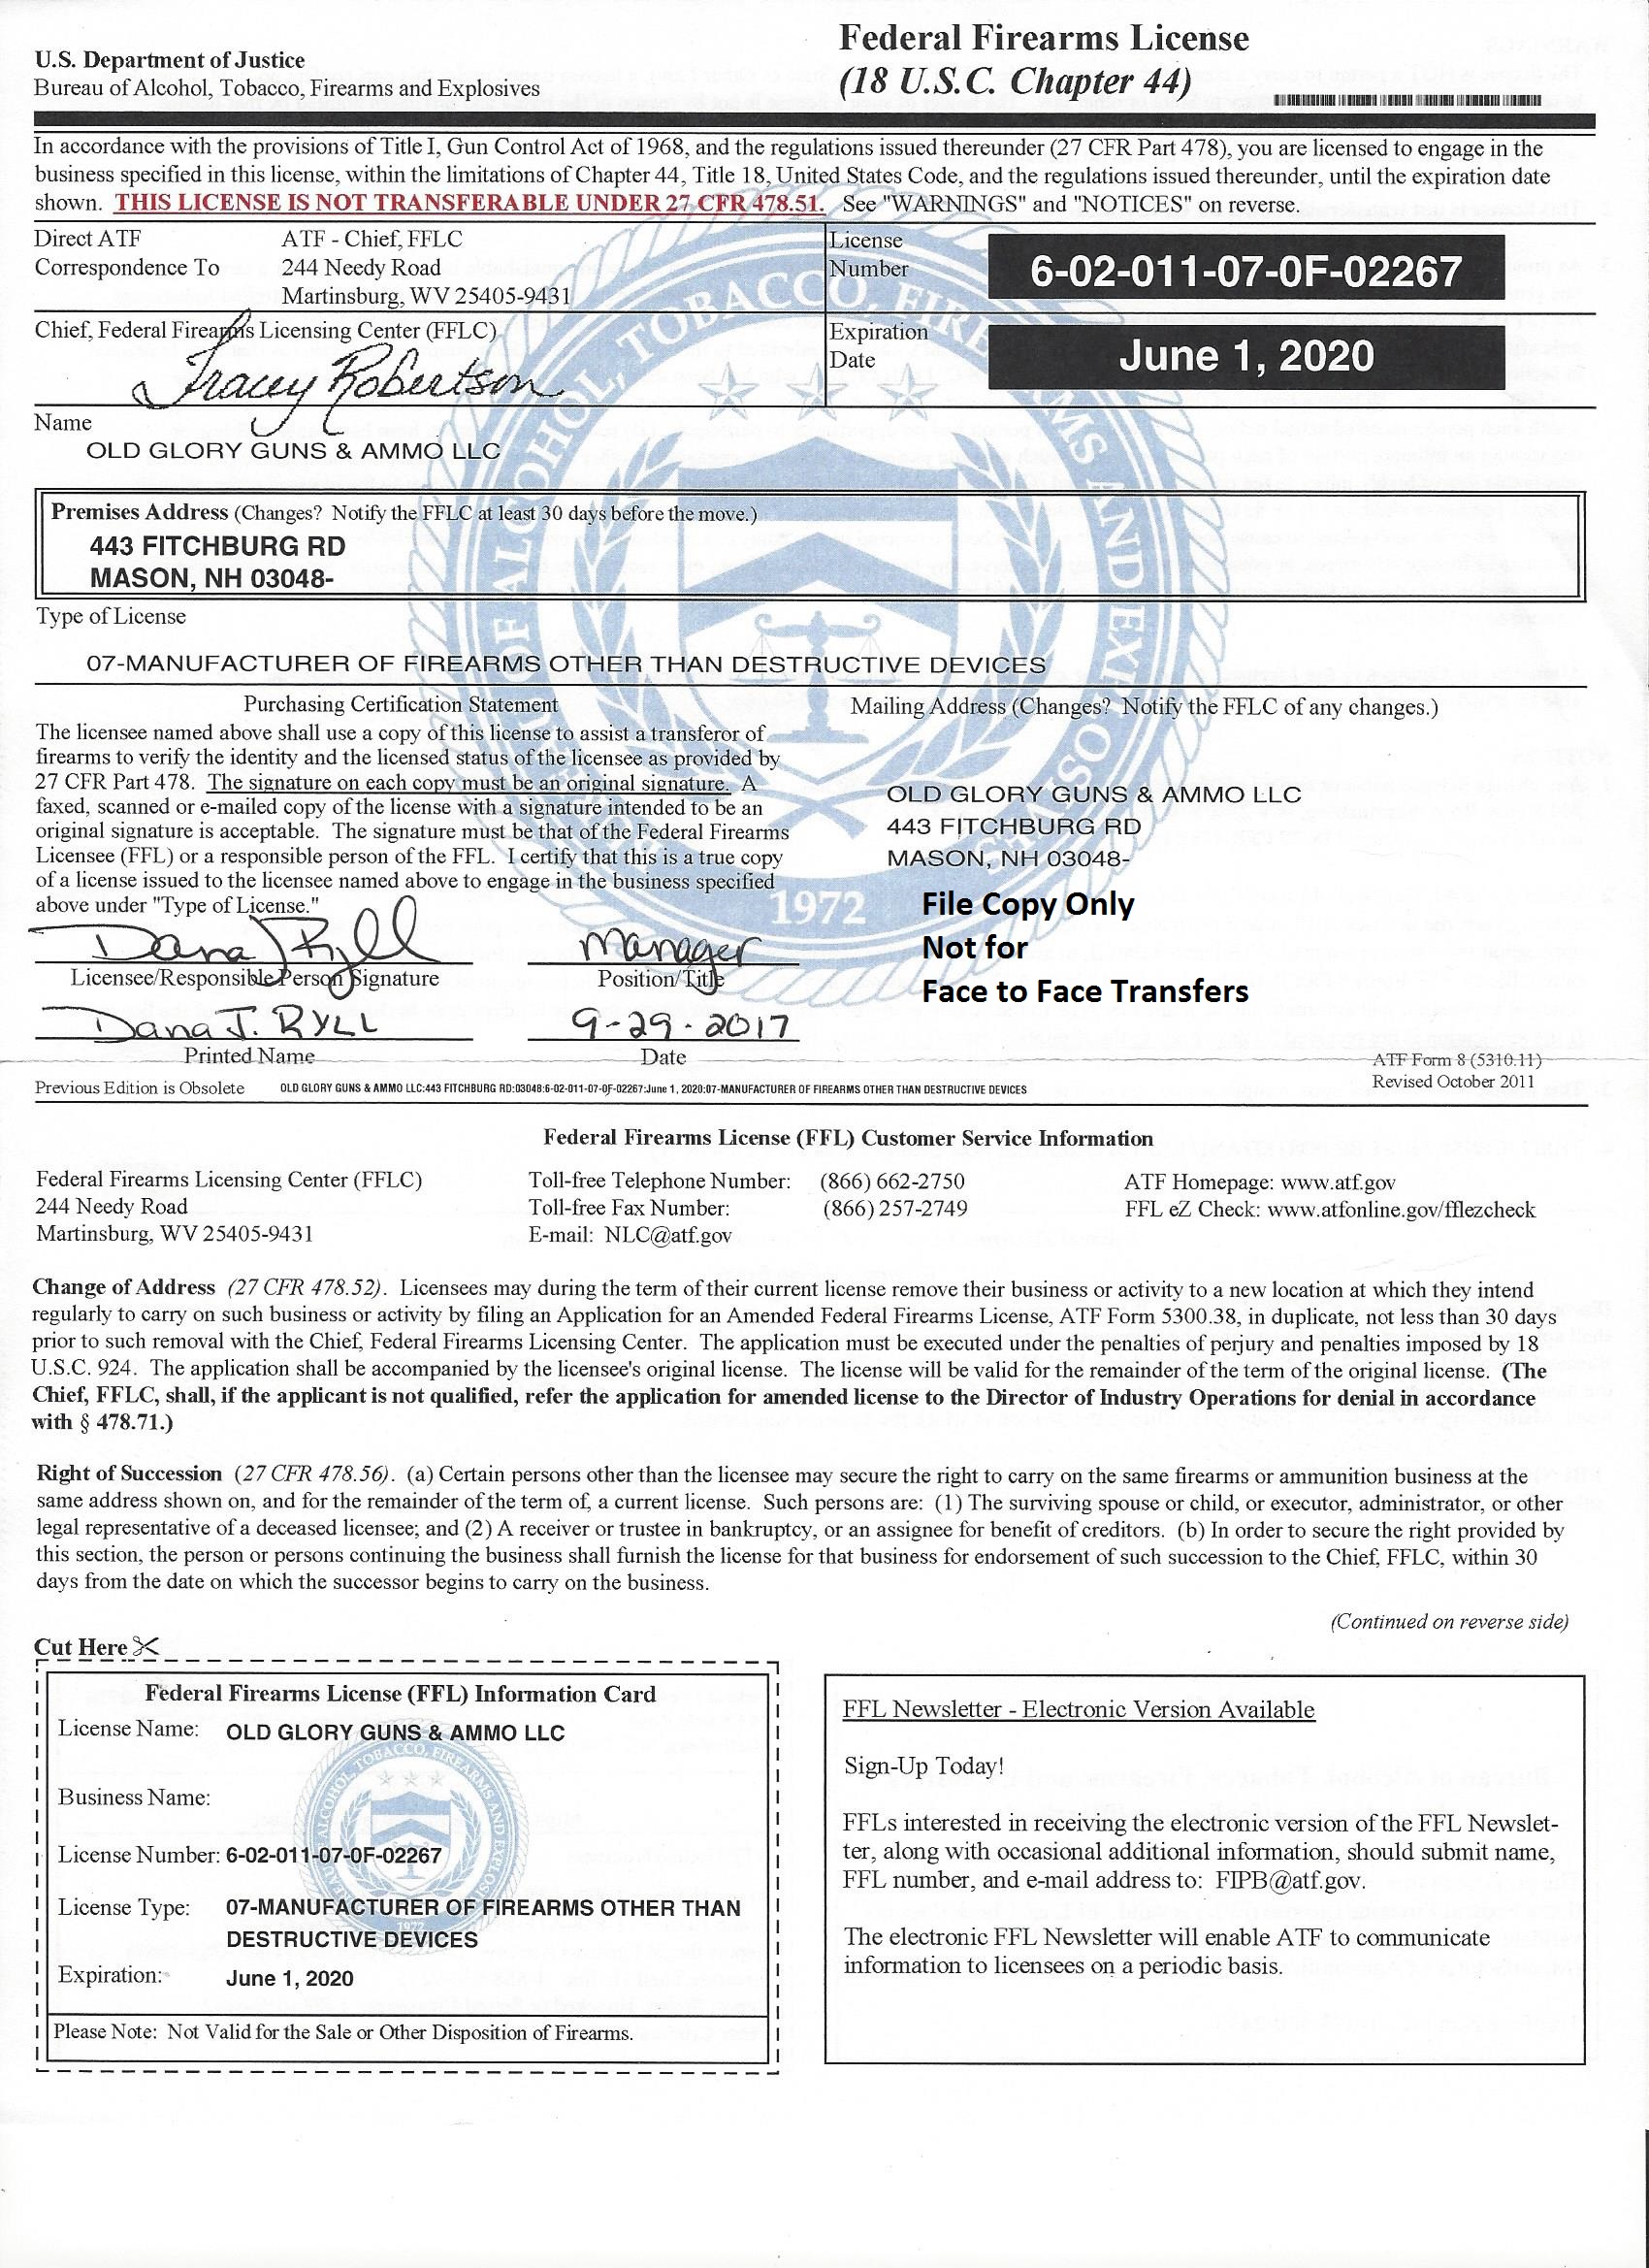 U.S. Department of Justice
Bureau of Alcohol, Tobacco, Firearms and Explosives
Federal Firearms License
(18 U.S.C. Chapter 44)
In accordance with the provisions of Title I, Gun Control Act of 1968, and the regulations issued thereunder (27 CFR Part 478), you are licensed to engage in the
business specified in this license, within the limitations of Chapter 44, Title 18, United States Code, and the regulations issued thereunder, until the expiration date
shown. THIS LICENSE IS NOT TRANSFERABLE UNDER 27 CFR 478.51. See "WARNINGS" and "NOTICES" on reverse.
Direct ATF
Correspondence To
ATF - Chief, FFLC
244 Needy Road
Martinsburg, WV 25405-9431
License
Number
6-02-011-07-0F-02267
Chief, Federal Firearms Licensing Center (FFLC)
Tracey Robertson
Expiration
Date
June 1, 2020
Name
OLD GLORY GUNS & AMMO LLC
Premises Address (Changes? Notify the FFLC at least 30 days before the move.)
443 FITCHBURG RD
MASON, NH 03048-
Type of License
07-MANUFACTURER OF FIREARMS OTHER THAN DESTRUCTIVE DEVICES
Purchasing Certification Statement
The licensee named above shall use a copy of this license to assist a transferor of
firearms to verify the identity and the licensed status of the licensee as provided by
27 CFR Part 478. The signature on each copy must be an original signature. A
faxed, scanned or e-mailed copy of the license with a signature intended to be an
original signature is acceptable. The signature must be that of the Federal Firearms
Licensee (FFL) or a responsible person of the FFL. I certify that this is a true copy
of a license issued to the licensee named above to engage in the business specified
above under "Type of License."
Mailing Address (Changes? Notify the FFLC of any changes.)
OLD GLORY GUNS & AMMO LLC
443 FITCHBURG RD
MASON, NH 03048-
File Copy Only
Not for
Face to Face Transfers
1972
Dana J Ryll
Manager
Licensee/Responsible Person Signature
Position/Title
Dana J. RYLL
9-29-2017
Printed Name
Date
ATF Form 8 (5310.11)
Revised October 2011
Previous Edition is Obsolete
OLD GLORY GUNS & AMMO LLC:443 FITCHBURG RD:03048:6-02-011-07-0F-02267:June 1, 2020:07-MANUFACTURER OF FIREARMS OTHER THAN DESTRUCTIVE DEVICES
Federal Firearms License (FFL) Customer Service Information
Federal Firearms Licensing Center (FFLC)
244 Needy Road
Martinsburg, WV 25405-9431
Toll-free Telephone Number: (866) 662-2750
Toll-free Fax Number: (866) 257-2749
E-mail: NLC@atf.gov
ATF Homepage: www.atf.gov
FFL eZ Check: www.atfonline.gov/fflezcheck
Change of Address (27 CFR 478.52). Licensees may during the term of their current license remove their business or activity to a new location at which they intend
regularly to carry on such business or activity by filing an Application for an Amended Federal Firearms License, ATF Form 5300.38, in duplicate, not less than 30 days
prior to such removal with the Chief, Federal Firearms Licensing Center. The application must be executed under the penalties of perjury and penalties imposed by 18
U.S.C. 924. The application shall be accompanied by the licensee's original license. The license will be valid for the remainder of the term of the original license. (The
Chief, FFLC, shall, if the applicant is not qualified, refer the application for amended license to the Director of Industry Operations for denial in accordance
with § 478.71.)
Right of Succession (27 CFR 478.56). (a) Certain persons other than the licensee may secure the right to carry on the same firearms or ammunition business at the
same address shown on, and for the remainder of the term of, a current license. Such persons are: (1) The surviving spouse or child, or executor, administrator, or other
legal representative of a deceased licensee; and (2) A receiver or trustee in bankruptcy, or an assignee for benefit of creditors. (b) In order to secure the right provided by
this section, the person or persons continuing the business shall furnish the license for that business for endorsement of such succession to the Chief, FFLC, within 30
days from the date on which the successor begins to carry on the business.
(Continued on reverse side)
Cut Here
Federal Firearms License (FFL) Information Card
License Name: OLD GLORY GUNS & AMMO LLC
Business Name:
License Number: 6-02-011-07-0F-02267
License Type: 07-MANUFACTURER OF FIREARMS OTHER THAN
DESTRUCTIVE DEVICES
Expiration: June 1, 2020
Please Note: Not Valid for the Sale or Other Disposition of Firearms.
FFL Newsletter - Electronic Version Available
Sign-Up Today!
FFLs interested in receiving the electronic version of the FFL Newslet-
ter, along with occasional additional information, should submit name,
FFL number, and e-mail address to: FIPB@atf.gov.
The electronic FFL Newsletter will enable ATF to communicate
information to licensees on a periodic basis.